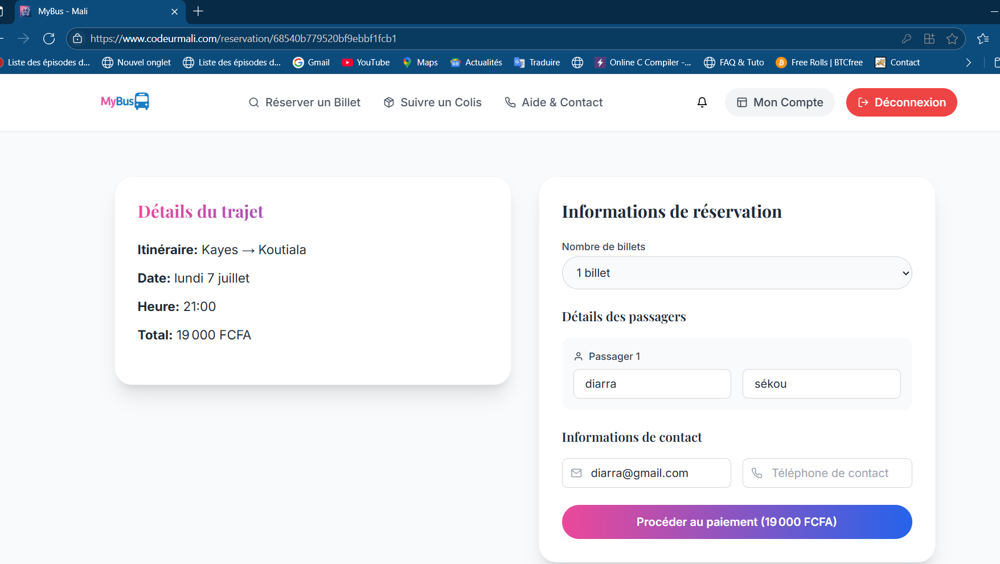 MyBus - Mali
https://www.codeurmali.com/reservation/68540b779520bf9ebbf1fcb1
Liste des épisodes d... Nouvel onglet Liste des épisodes d... Gmail YouTube Maps Actualités Traduire Online C Compiler -... FAQ & Tuto Free Rolls | BTCfree Contact
MyBus Réserver un Billet Suivre un Colis Aide & Contact Mon Compte Déconnexion
Détails du trajet
Itinéraire: Kayes → Koutiala
Date: lundi 7 juillet
Heure: 21:00
Total: 19 000 FCFA
Informations de réservation
Nombre de billets
1 billet
Détails des passagers
Passager 1
diarra sékou
Informations de contact
diarra@gmail.com Téléphone de contact
Procéder au paiement (19 000 FCFA)